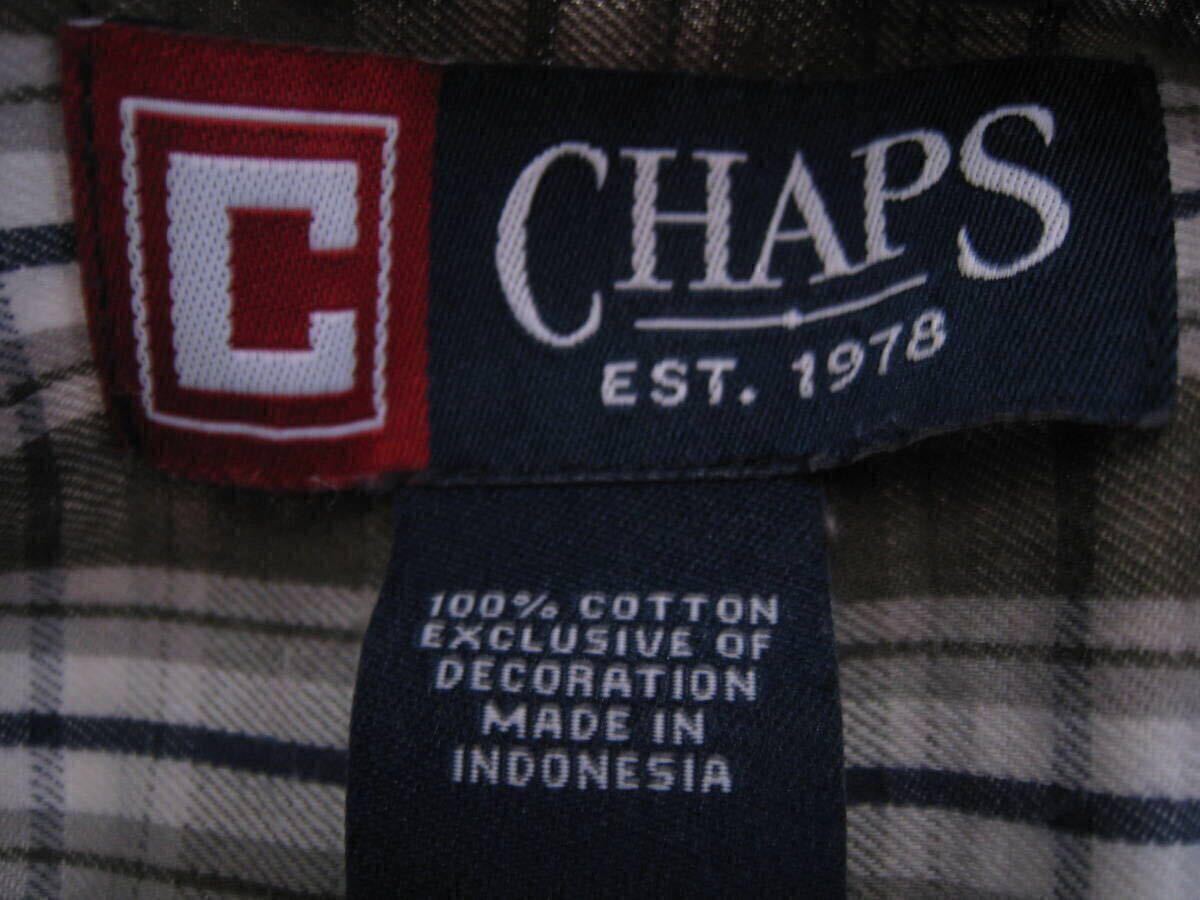 C
CHAPS
EST. 1978
100% COTTON
EXCLUSIVE OF
DECORATION
MADE IN
INDONESIA